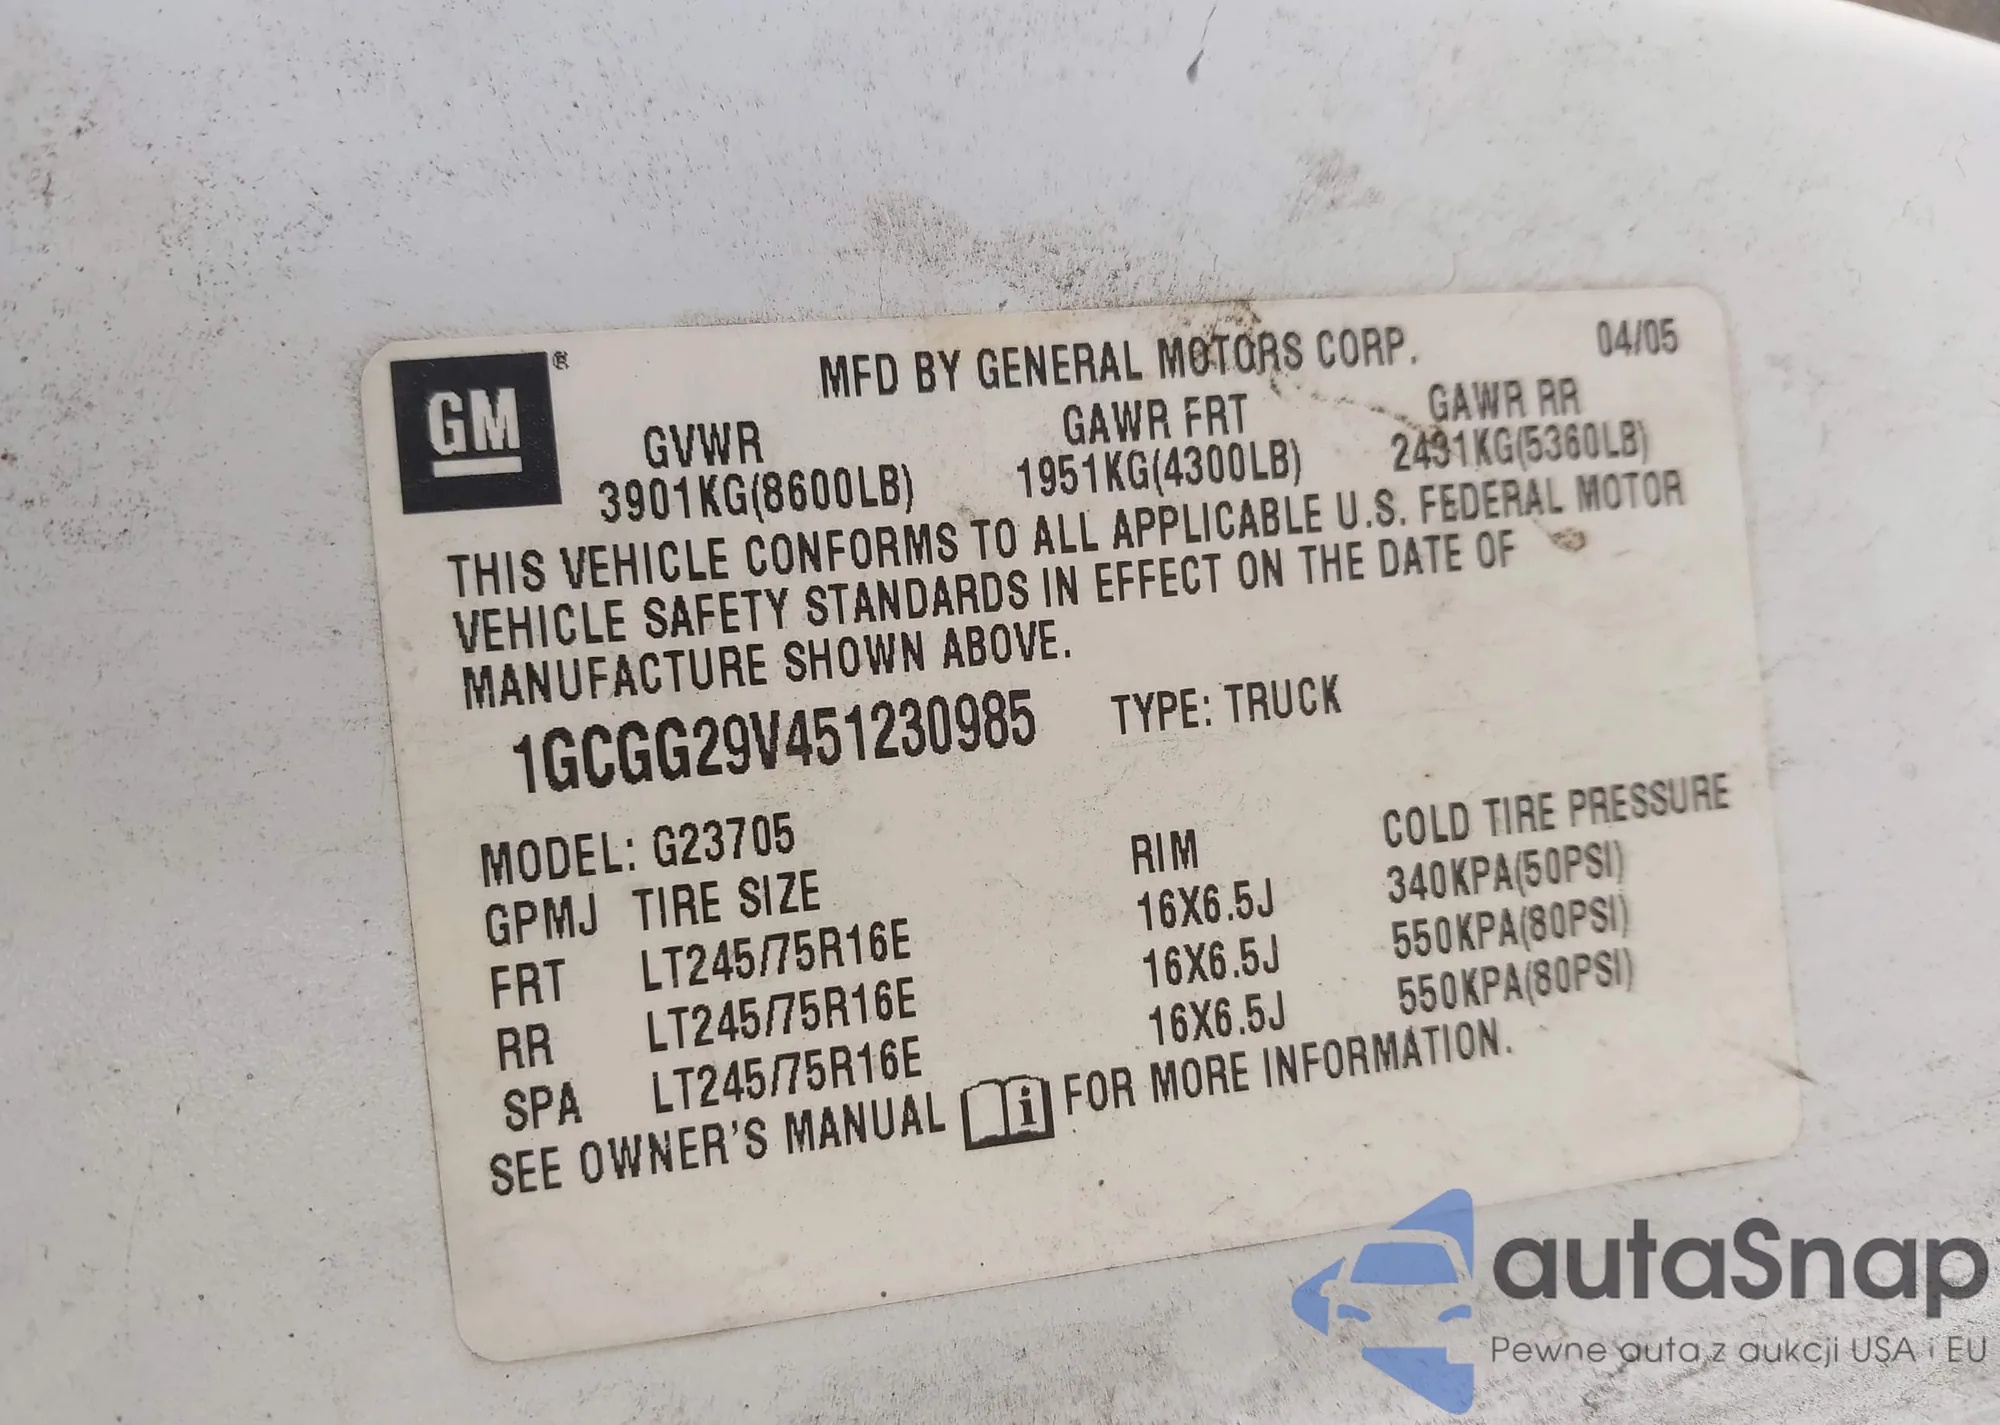 GM ® MFD BY GENERAL MOTORS CORP. 04/05
GVWR GAWR FRT GAWR RR
3901KG(8600LB) 1951KG(4300LB) 2431KG(5360LB)
THIS VEHICLE CONFORMS TO ALL APPLICABLE U.S. FEDERAL MOTOR
VEHICLE SAFETY STANDARDS IN EFFECT ON THE DATE OF
MANUFACTURE SHOWN ABOVE.
1GCGG29V451230985 TYPE: TRUCK
MODEL: G23705
GPMJ TIRE SIZE RIM COLD TIRE PRESSURE
FRT LT245/75R16E 16X6.5J 340KPA(50PSI)
RR LT245/75R16E 16X6.5J 550KPA(80PSI)
SPA LT245/75R16E 16X6.5J 550KPA(80PSI)
SEE OWNER'S MANUAL i FOR MORE INFORMATION.
autaSnap
Pewne auta z aukcji USA i EU